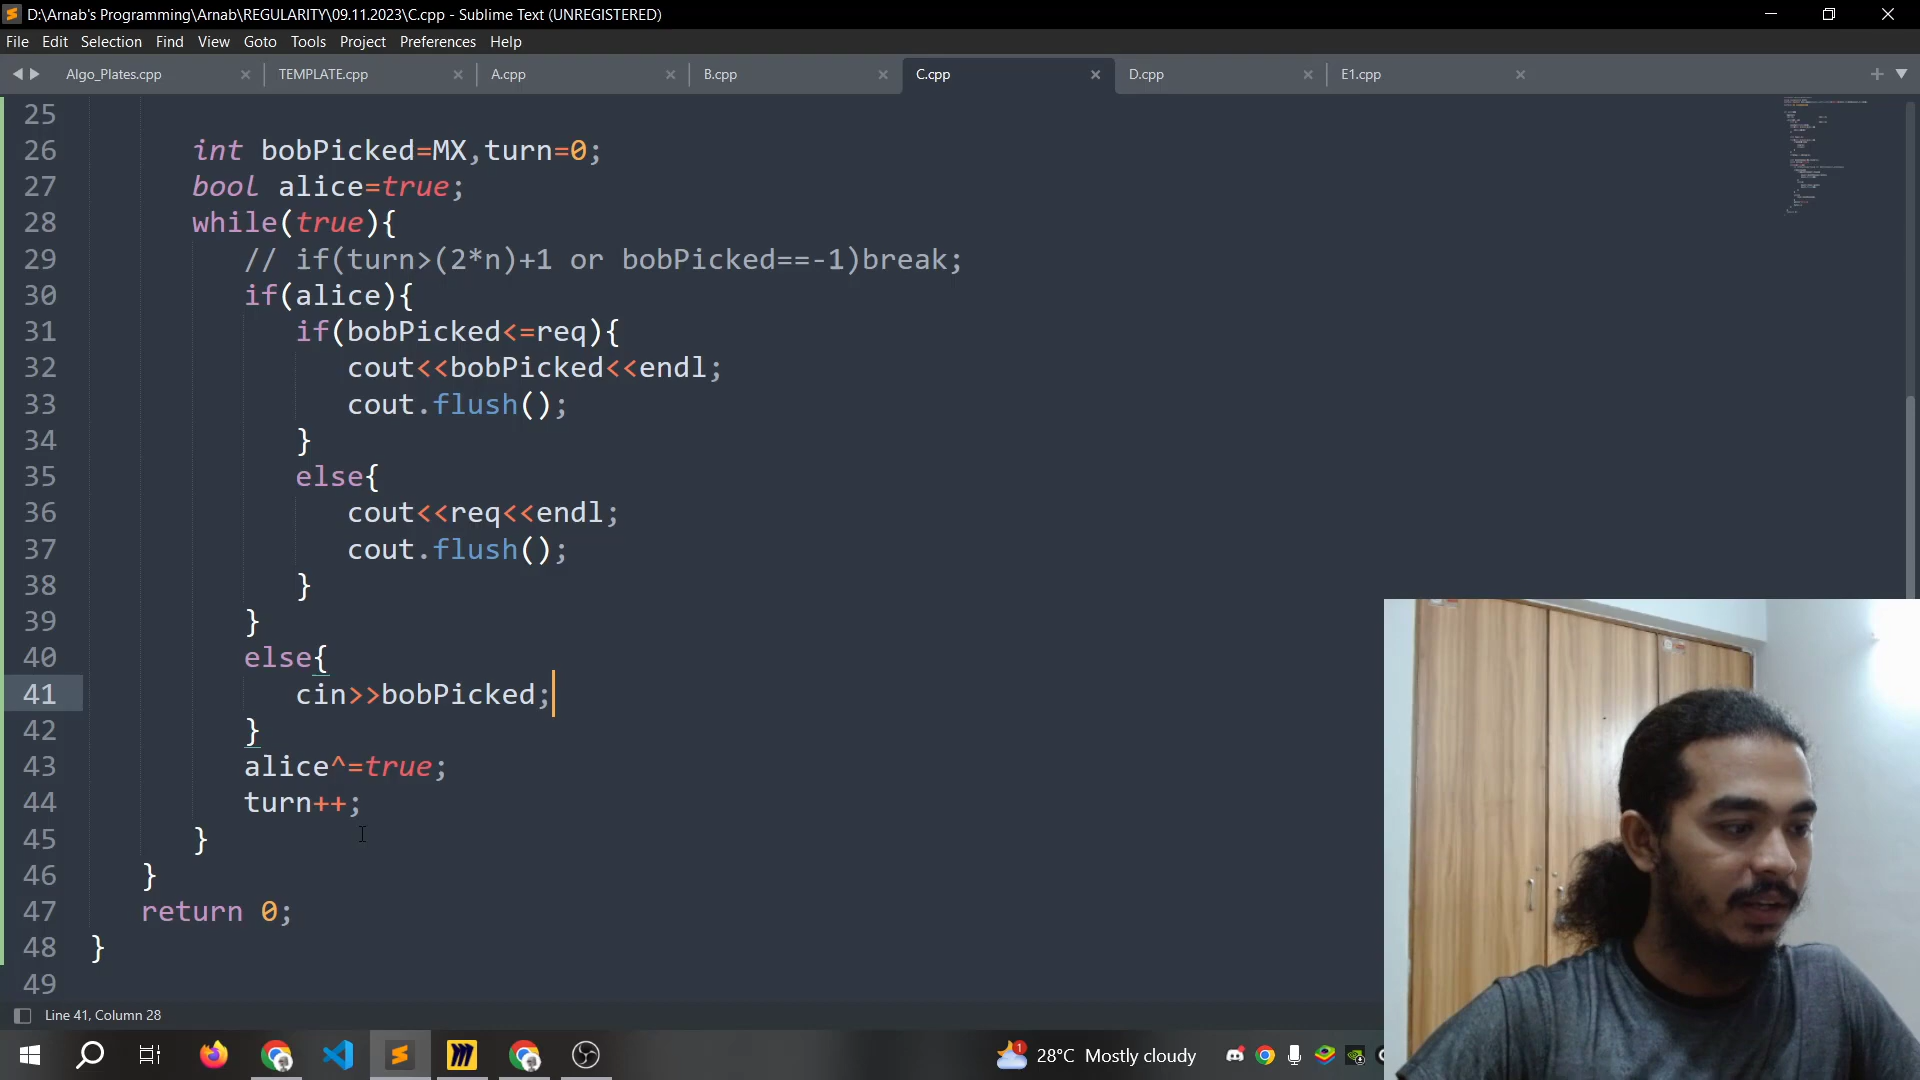 D:\Arnab's Programming\Arnab\REGULARITY\09.11.2023\C.cpp - Sublime Text (UNREGISTERED)
File Edit Selection Find View Goto Tools Project Preferences Help
Algo_Plates.cpp TEMPLATE.cpp A.cpp B.cpp C.cpp D.cpp E1.cpp
25
26 int bobPicked=MX,turn=0;
27 bool alice=true;
28 while(true){
29 // if(turn>(2*n)+1 or bobPicked==-1)break;
30 if(alice){
31 if(bobPicked<=req){
32 cout<<bobPicked<<endl;
33 cout.flush();
34 }
35 else{
36 cout<<req<<endl;
37 cout.flush();
38 }
39 }
40 else{
41 cin>>bobPicked;
42 }
43 alice^=true;
44 turn++;
45 }
46 }
47 return 0;
48 }
49
Line 41, Column 28
1 28°C Mostly cloudy